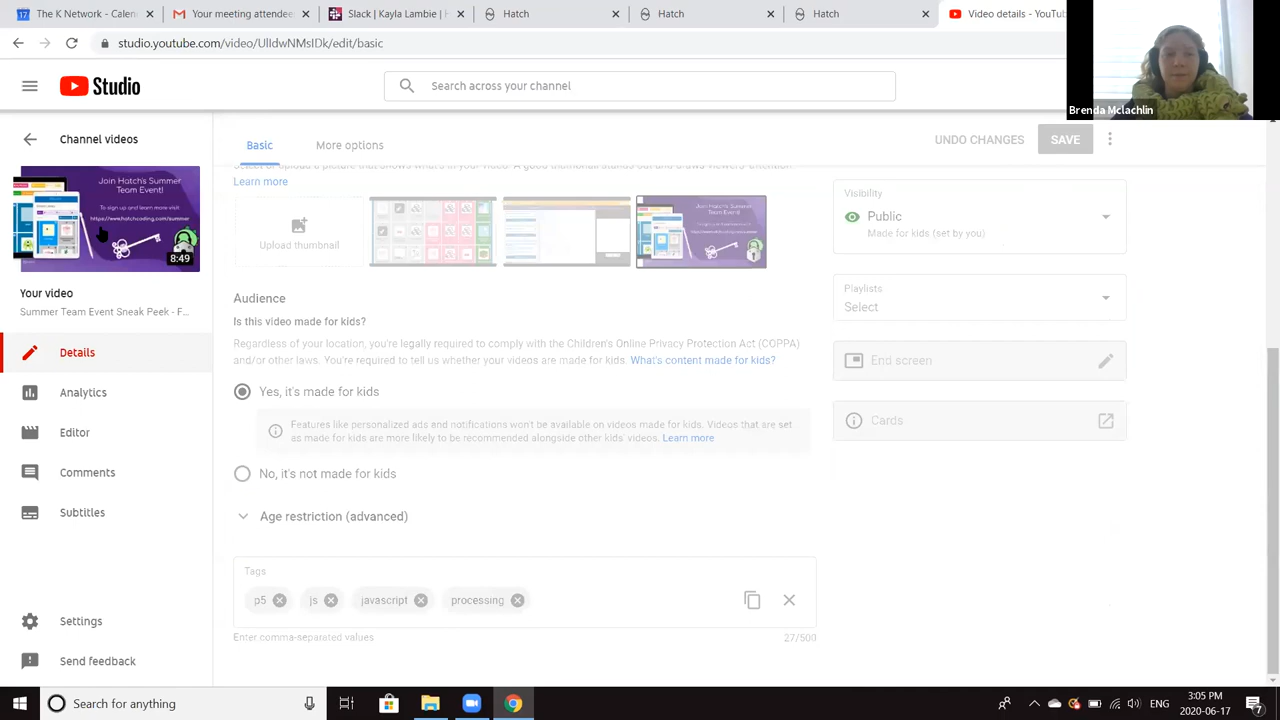 The K Network - Calen
Your meeting attendee
Slack | Kayla Lambie |
Hatch
Hatch
Hatch
Video details - YouTu
studio.youtube.com/video/UlIdwNMsIDk/edit/basic
Studio
Search across your channel
Brenda Mclachlin
Channel videos
Basic
More options
UNDO CHANGES
SAVE
Learn more
Join Hatch's Summer
Team Event!
To sign up and learn more visit
https://www.hatchcoding.com/summer
8:49
Upload thumbnail
Join Hatch's Summer
Team Event!
Visibility
Public
Made for kids (set by you)
Your video
Summer Team Event Sneak Peek - F...
Playlists
Select
Audience
Is this video made for kids?
Regardless of your location, you're legally required to comply with the Children's Online Privacy Protection Act (COPPA)
and/or other laws. You're required to tell us whether your videos are made for kids. What's content made for kids?
End screen
Cards
Yes, it's made for kids
Features like personalized ads and notifications won't be available on videos made for kids. Videos that are set
as made for kids are more likely to be recommended alongside other kids' videos. Learn more
No, it's not made for kids
Age restriction (advanced)
Details
Analytics
Editor
Comments
Subtitles
Tags
p5
js
javascript
processing
Enter comma-separated values
27/500
Settings
Send feedback
Search for anything
ENG
3:05 PM
2020-06-17
7